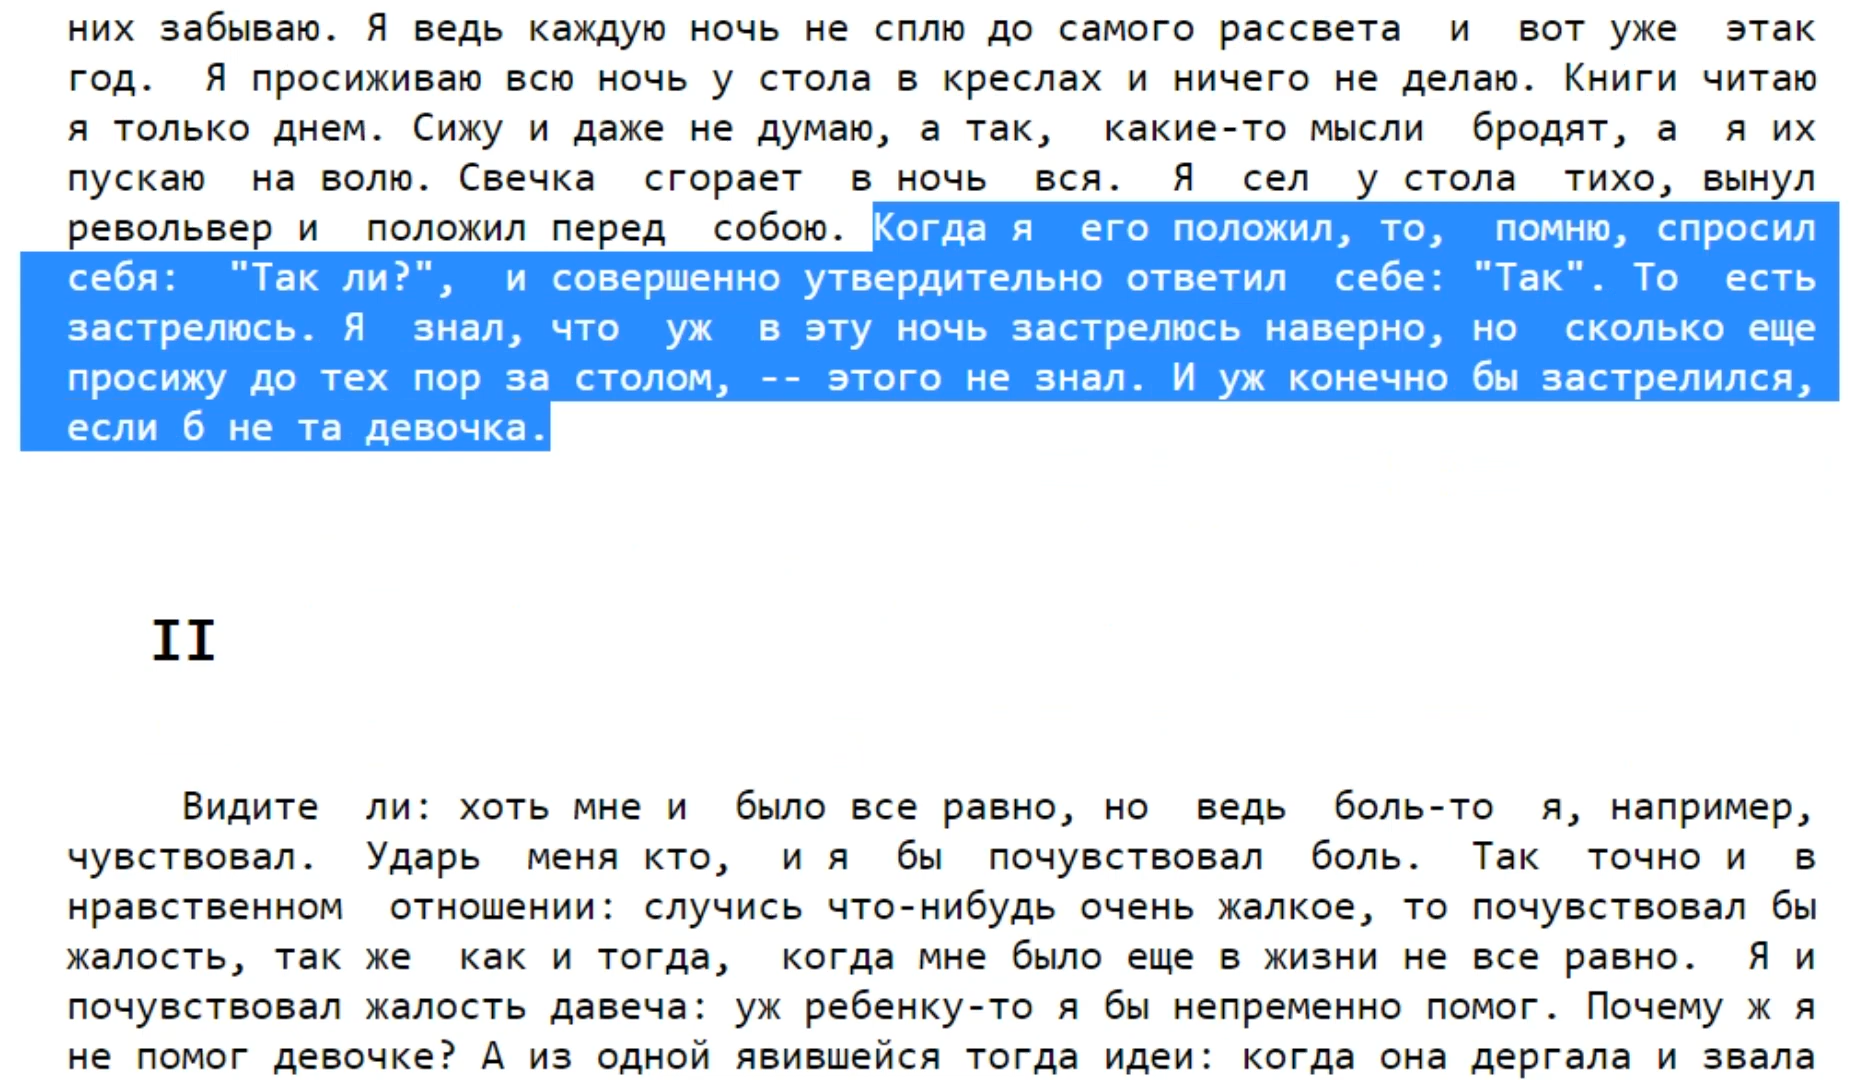 них забываю. Я ведь каждую ночь не сплю до самого рассвета и вот уже этак
год. Я просиживаю всю ночь у стола в креслах и ничего не делаю. Книги читаю
я только днем. Сижу и даже не думаю, а так, какие-то мысли бродят, а я их
пускаю на волю. Свечка сгорает в ночь вся. Я сел у стола тихо, вынул
револьвер и положил перед собою. Когда я его положил, то, помню, спросил
себя: "Так ли?", и совершенно утвердительно ответил себе: "Так". То есть
застрелюсь. Я знал, что уж в эту ночь застрелюсь наверно, но сколько еще
просижу до тех пор за столом, -- этого не знал. И уж конечно бы застрелился,
если б не та девочка.
II
Видите ли: хоть мне и было все равно, но ведь боль-то я, например,
чувствовал. Ударь меня кто, и я бы почувствовал боль. Так точно и в
нравственном отношении: случись что-нибудь очень жалкое, то почувствовал бы
жалость, так же как и тогда, когда мне было еще в жизни не все равно. Я и
почувствовал жалость давеча: уж ребенку-то я бы непременно помог. Почему ж я
не помог девочке? А из одной явившейся тогда идеи: когда она дергала и звала